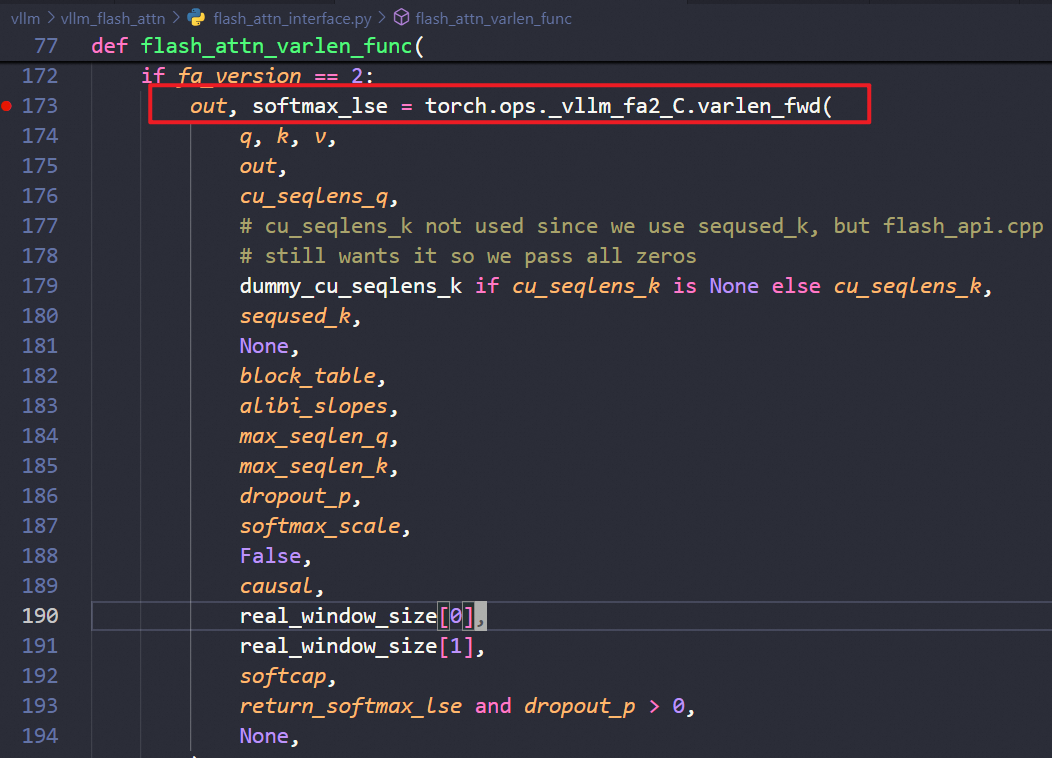 vllm > vllm_flash_attn > flash_attn_interface.py > flash_attn_varlen_func
77 def flash_attn_varlen_func(
172 if fa_version == 2:
173 out, softmax_lse = torch.ops._vllm_fa2_C.varlen_fwd(
174 q, k, v,
175 out,
176 cu_seqlens_q,
177 # cu_seqlens_k not used since we use seqused_k, but flash_api.cpp
178 # still wants it so we pass all zeros
179 dummy_cu_seqlens_k if cu_seqlens_k is None else cu_seqlens_k,
180 seqused_k,
181 None,
182 block_table,
183 alibi_slopes,
184 max_seqlen_q,
185 max_seqlen_k,
186 dropout_p,
187 softmax_scale,
188 False,
189 causal,
190 real_window_size[0],
191 real_window_size[1],
192 softcap,
193 return_softmax_lse and dropout_p > 0,
194 None,